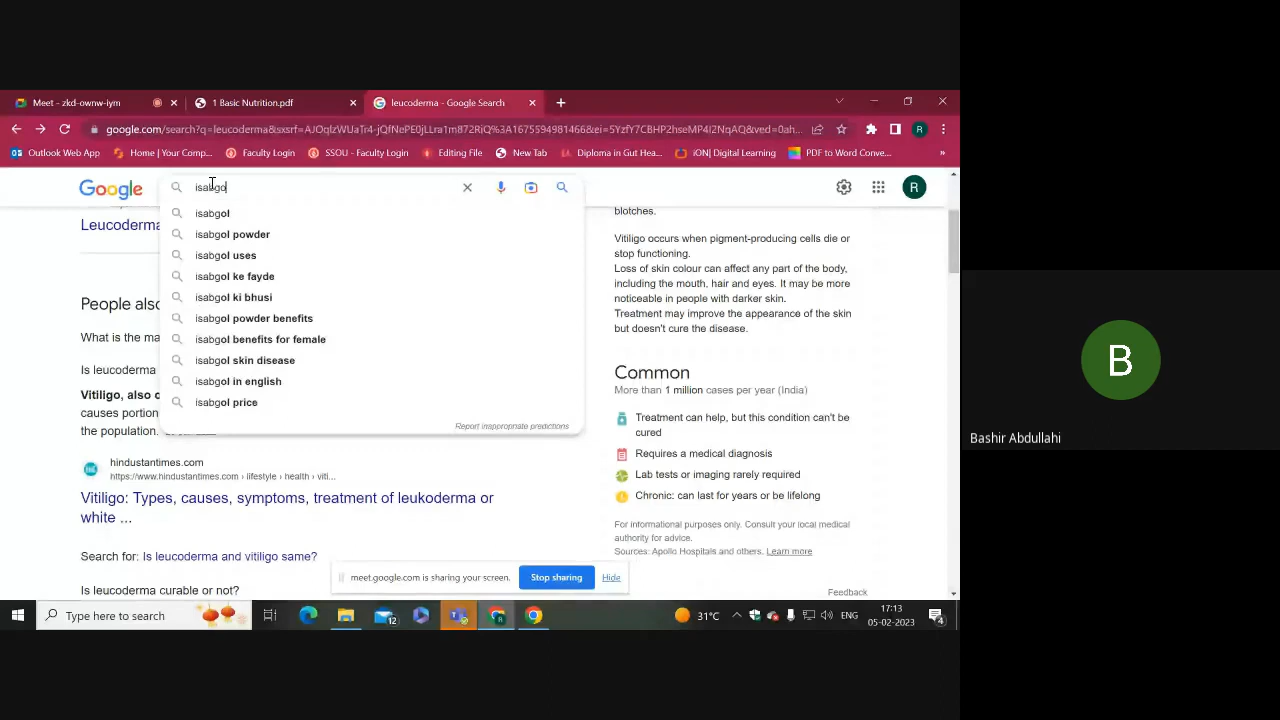 Meet - zkd-ownw-iym
1 Basic Nutrition.pdf
leucoderma - Google Search
google.com/search?q=leucoderma&sxsrf=AJOqlzWUaTr4-jQfNePE0jLLra1m872RjQ%3A1675594981466&ei=5YzfY7CBHP2hseMP4I2NqAQ&ved=0ah...
R
Outlook Web App
Home | Your Comp...
Faculty Login
SSOU - Faculty Login
Editing File
New Tab
Diploma in Gut Hea...
iON| Digital Learning
PDF to Word Conve...
»
Google
isabgo
R
isabgol
isabgol powder
isabgol uses
isabgol ke fayde
isabgol ki bhusi
isabgol powder benefits
isabgol benefits for female
isabgol skin disease
isabgol in english
isabgol price
Report inappropriate predictions
Leucoderma
People also
What is the ma
Is leucoderma
Vitiligo, also c
causes portion
the population.
hindustantimes.com
https://www.hindustantimes.com › lifestyle › health › viti...
Vitiligo: Types, causes, symptoms, treatment of leukoderma or
white ...
Search for: Is leucoderma and vitiligo same?
Is leucoderma curable or not?
blotches.
Vitiligo occurs when pigment-producing cells die or
stop functioning.
Loss of skin colour can affect any part of the body,
including the mouth, hair and eyes. It may be more
noticeable in people with darker skin.
Treatment may improve the appearance of the skin
but doesn't cure the disease.
Common
More than 1 million cases per year (India)
Treatment can help, but this condition can't be
cured
Requires a medical diagnosis
Lab tests or imaging rarely required
Chronic: can last for years or be lifelong
For informational purposes only. Consult your local medical
authority for advice.
Sources: Apollo Hospitals and others. Learn more
Feedback
meet.google.com is sharing your screen.
Stop sharing
Hide
Type here to search
12
31°C
ENG
17:13
05-02-2023
4
B
Bashir Abdullahi